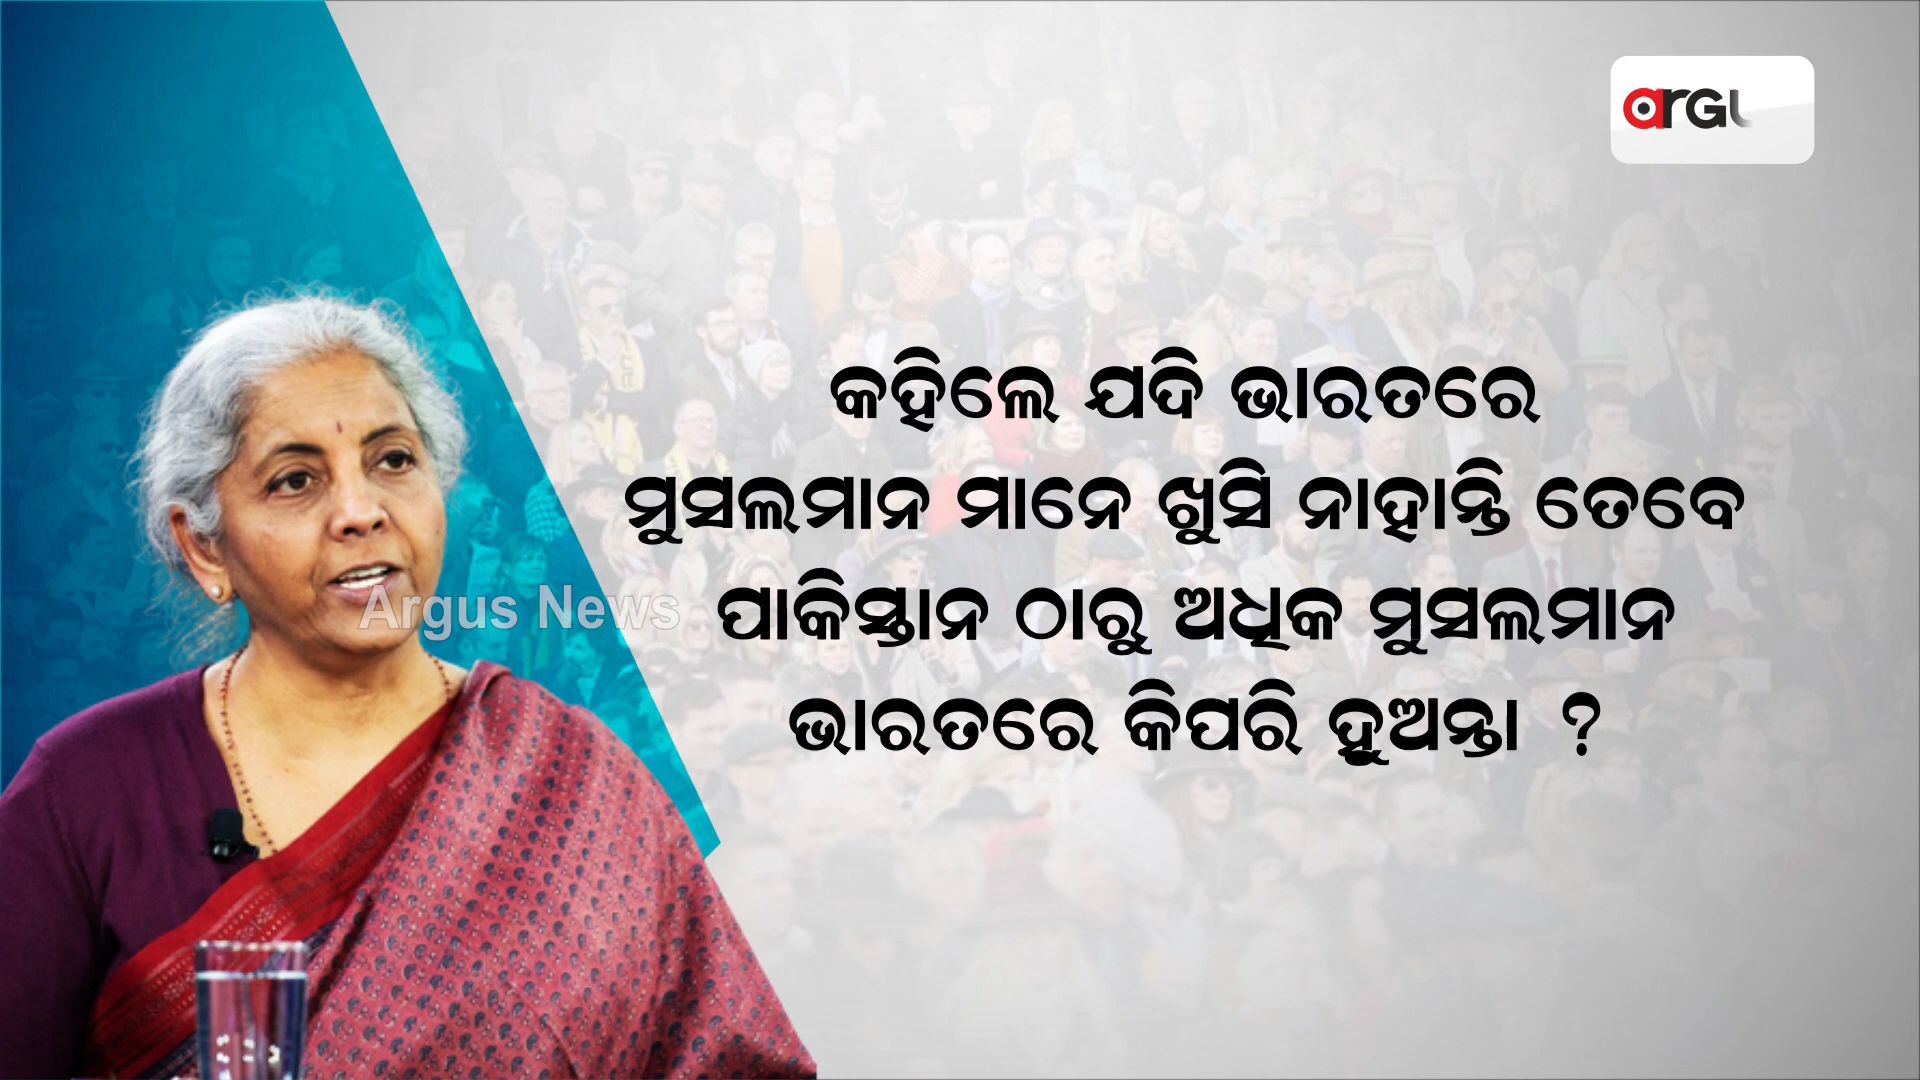 arGu
କହିଲେ ଯଦି ଭାରତରେ
ମୁସଲମାନ ମାନେ ଖୁସି ନାହାନ୍ତି ତେବେ
Argus News
ପାକିସ୍ତାନ ଠାରୁ ଅଧିକ ମୁସଲମାନ
ଭାରତରେ କିପରି ହୁଅନ୍ତା ?